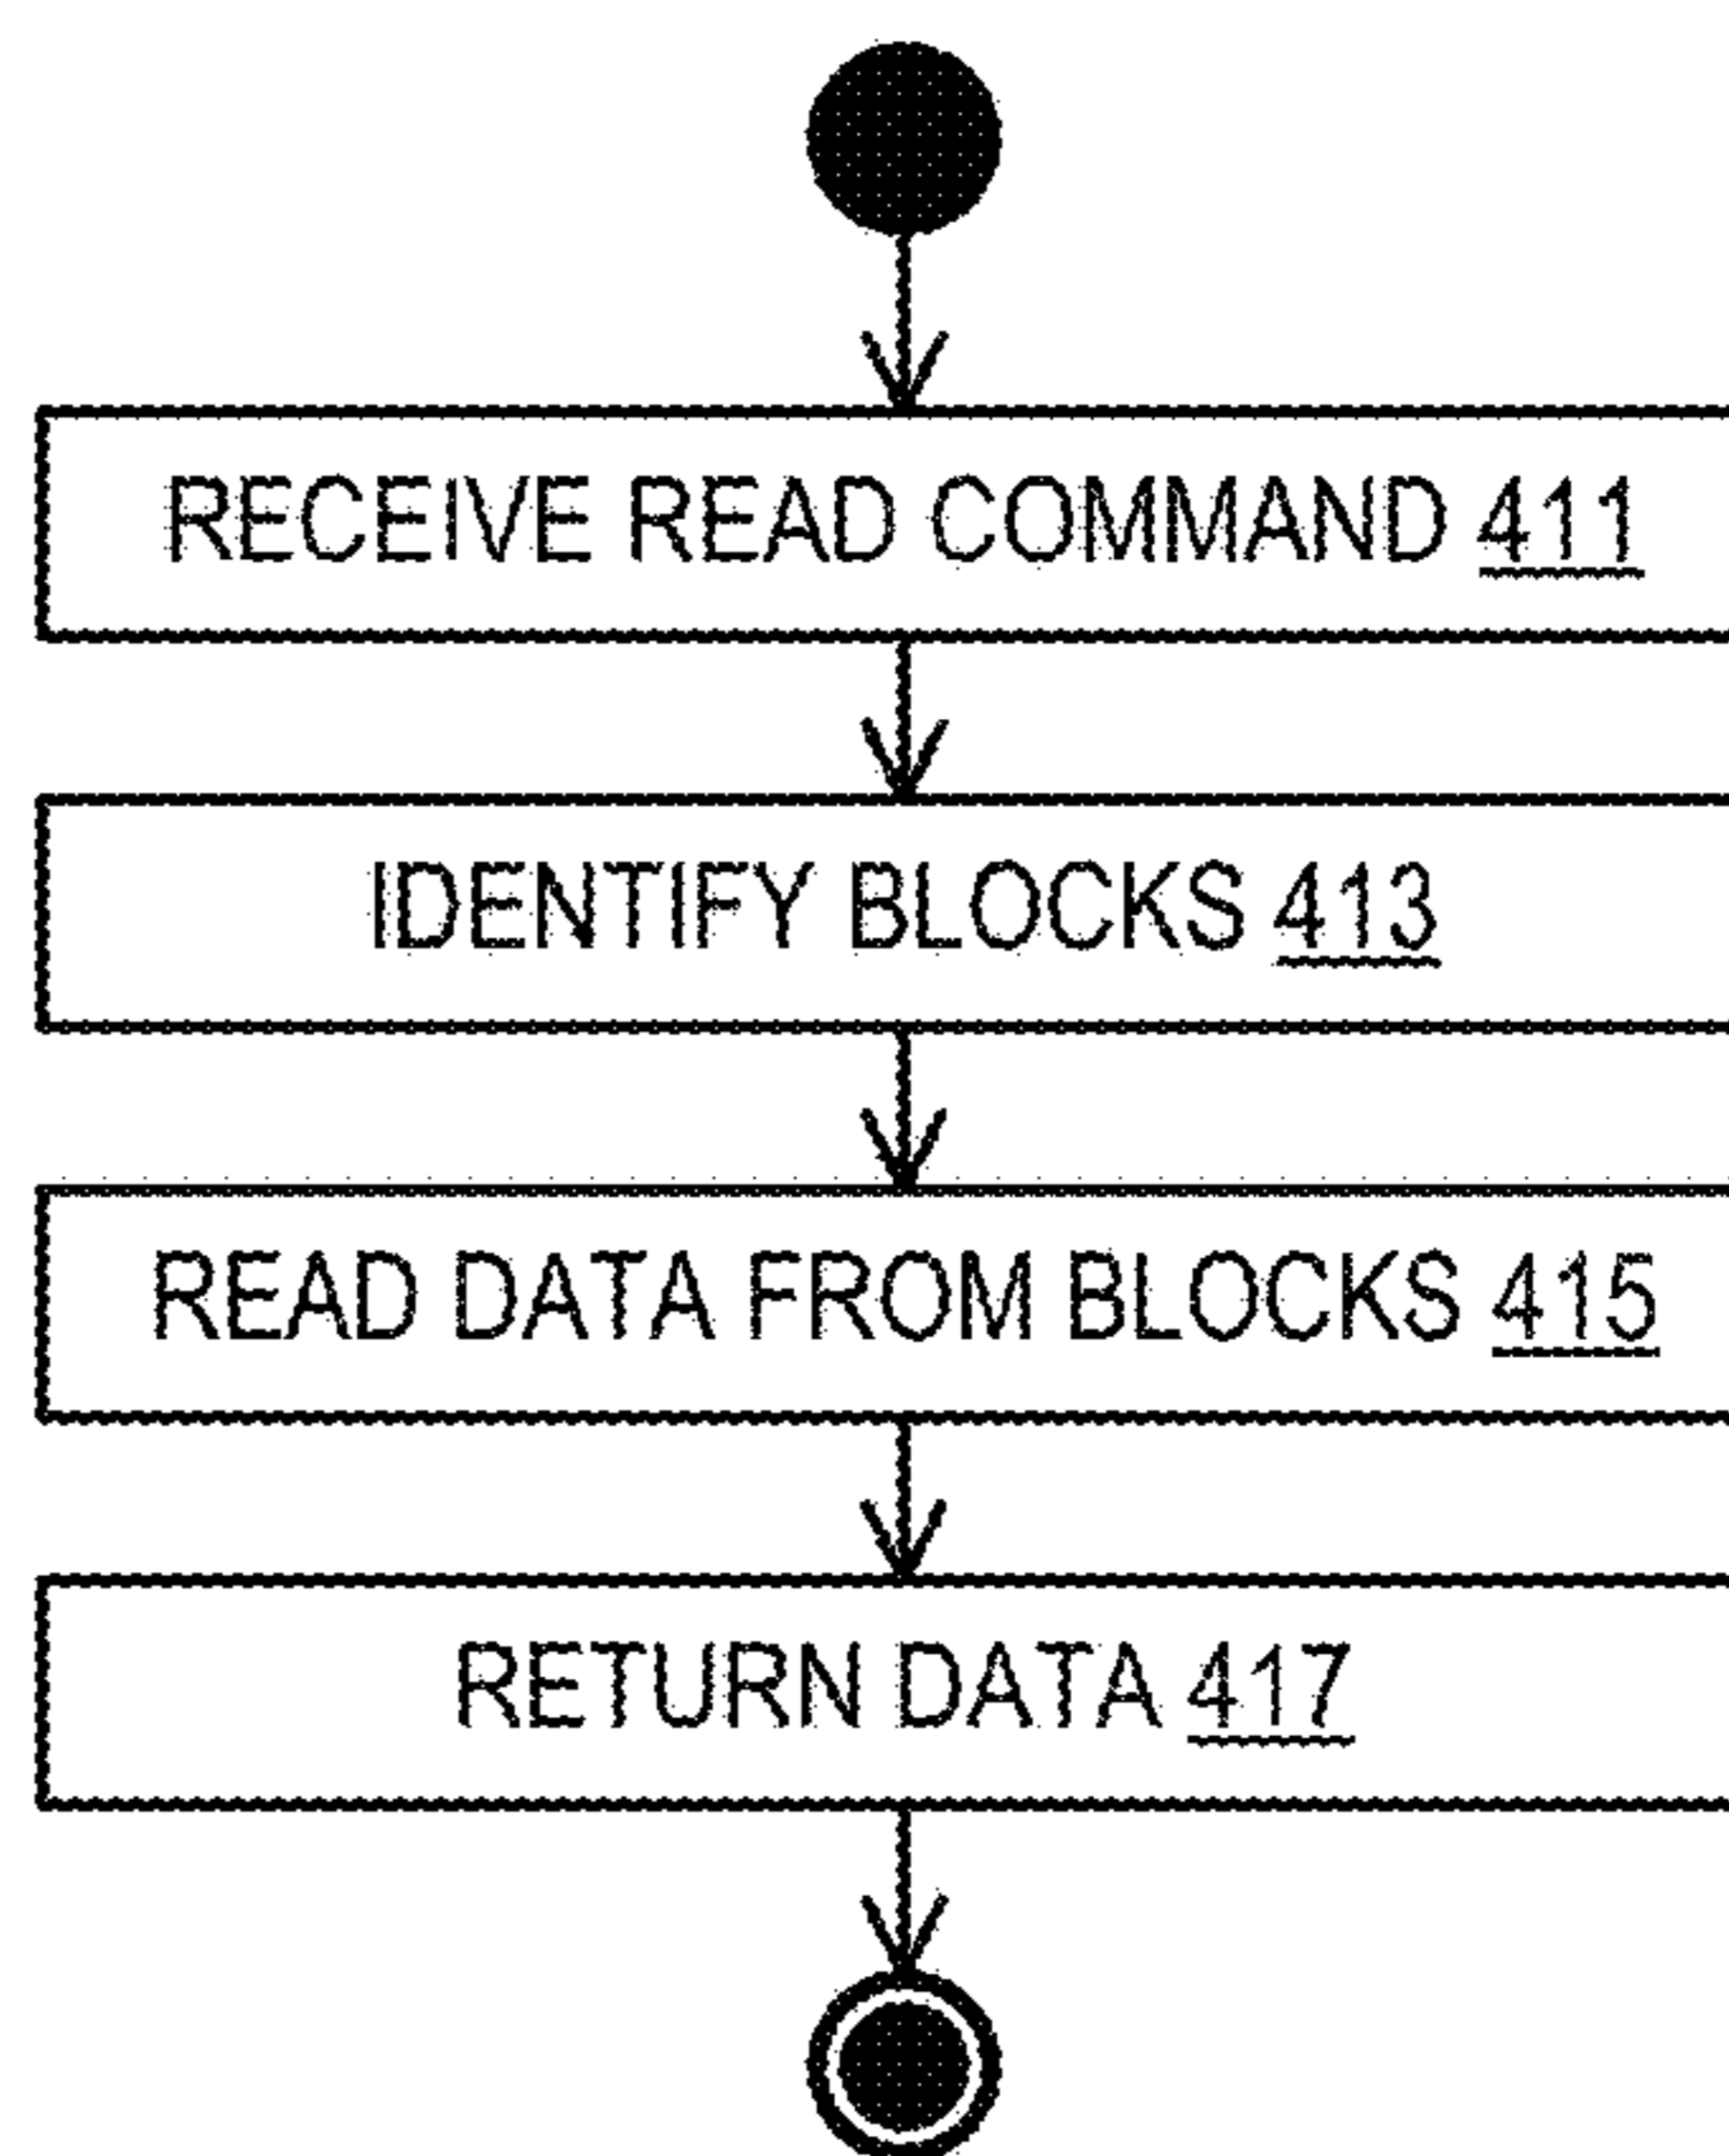 RECEIVE READ COMMAND 411
IDENTIFY BLOCKS 413
READ DATA FROM BLOCKS 415
RETURN DATA 417